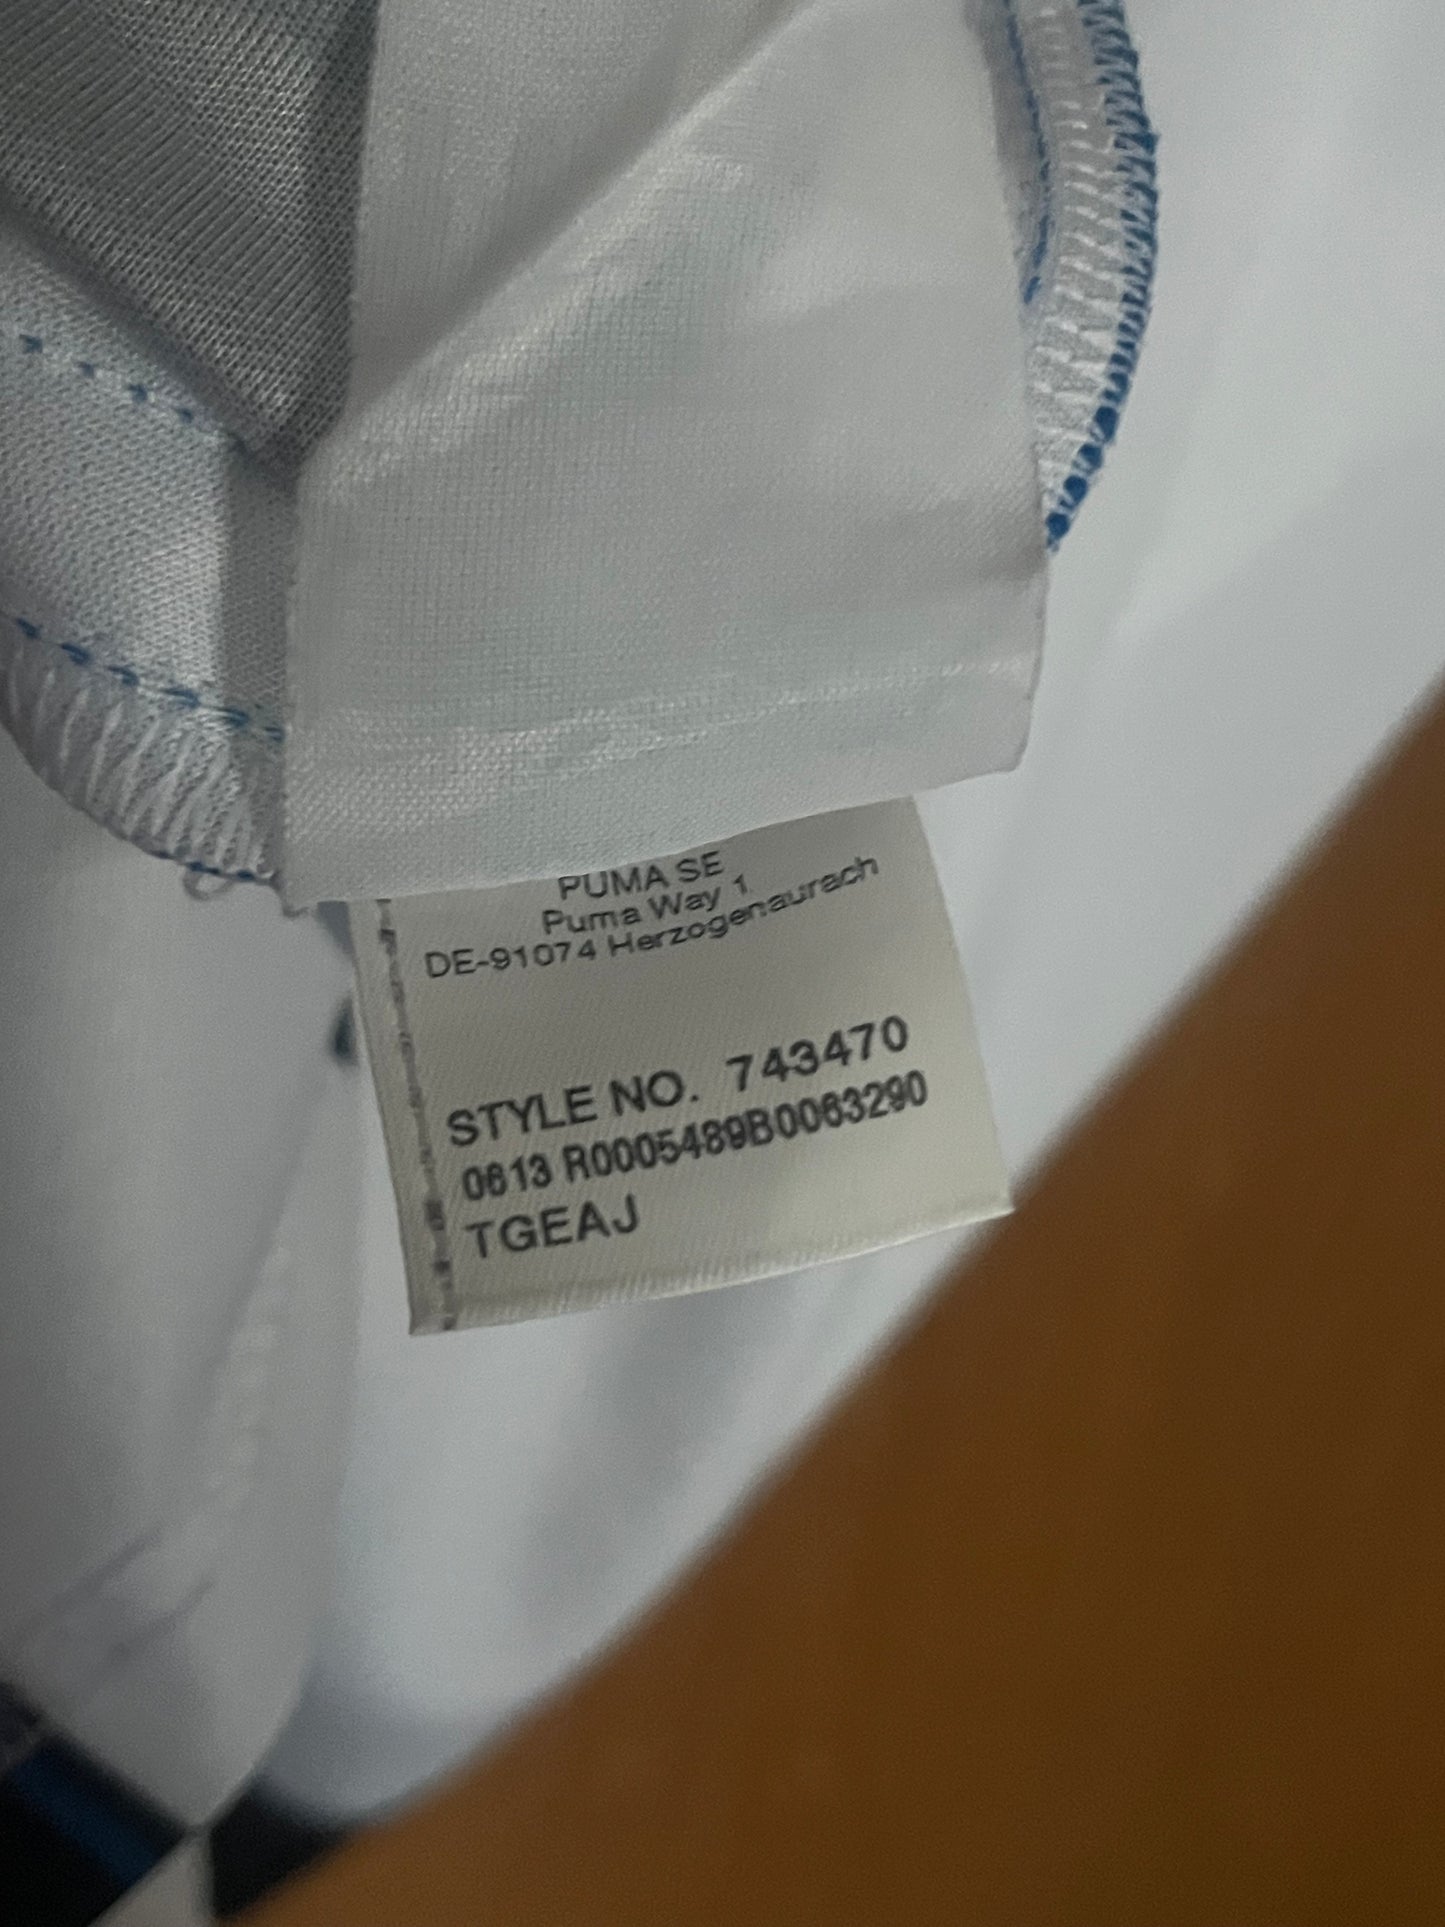 PUMA SE
Puma Way 1
DE-91074 Herzogenaurach
STYLE NO. 743470
0613 R0005489B0063290
TGEAJ